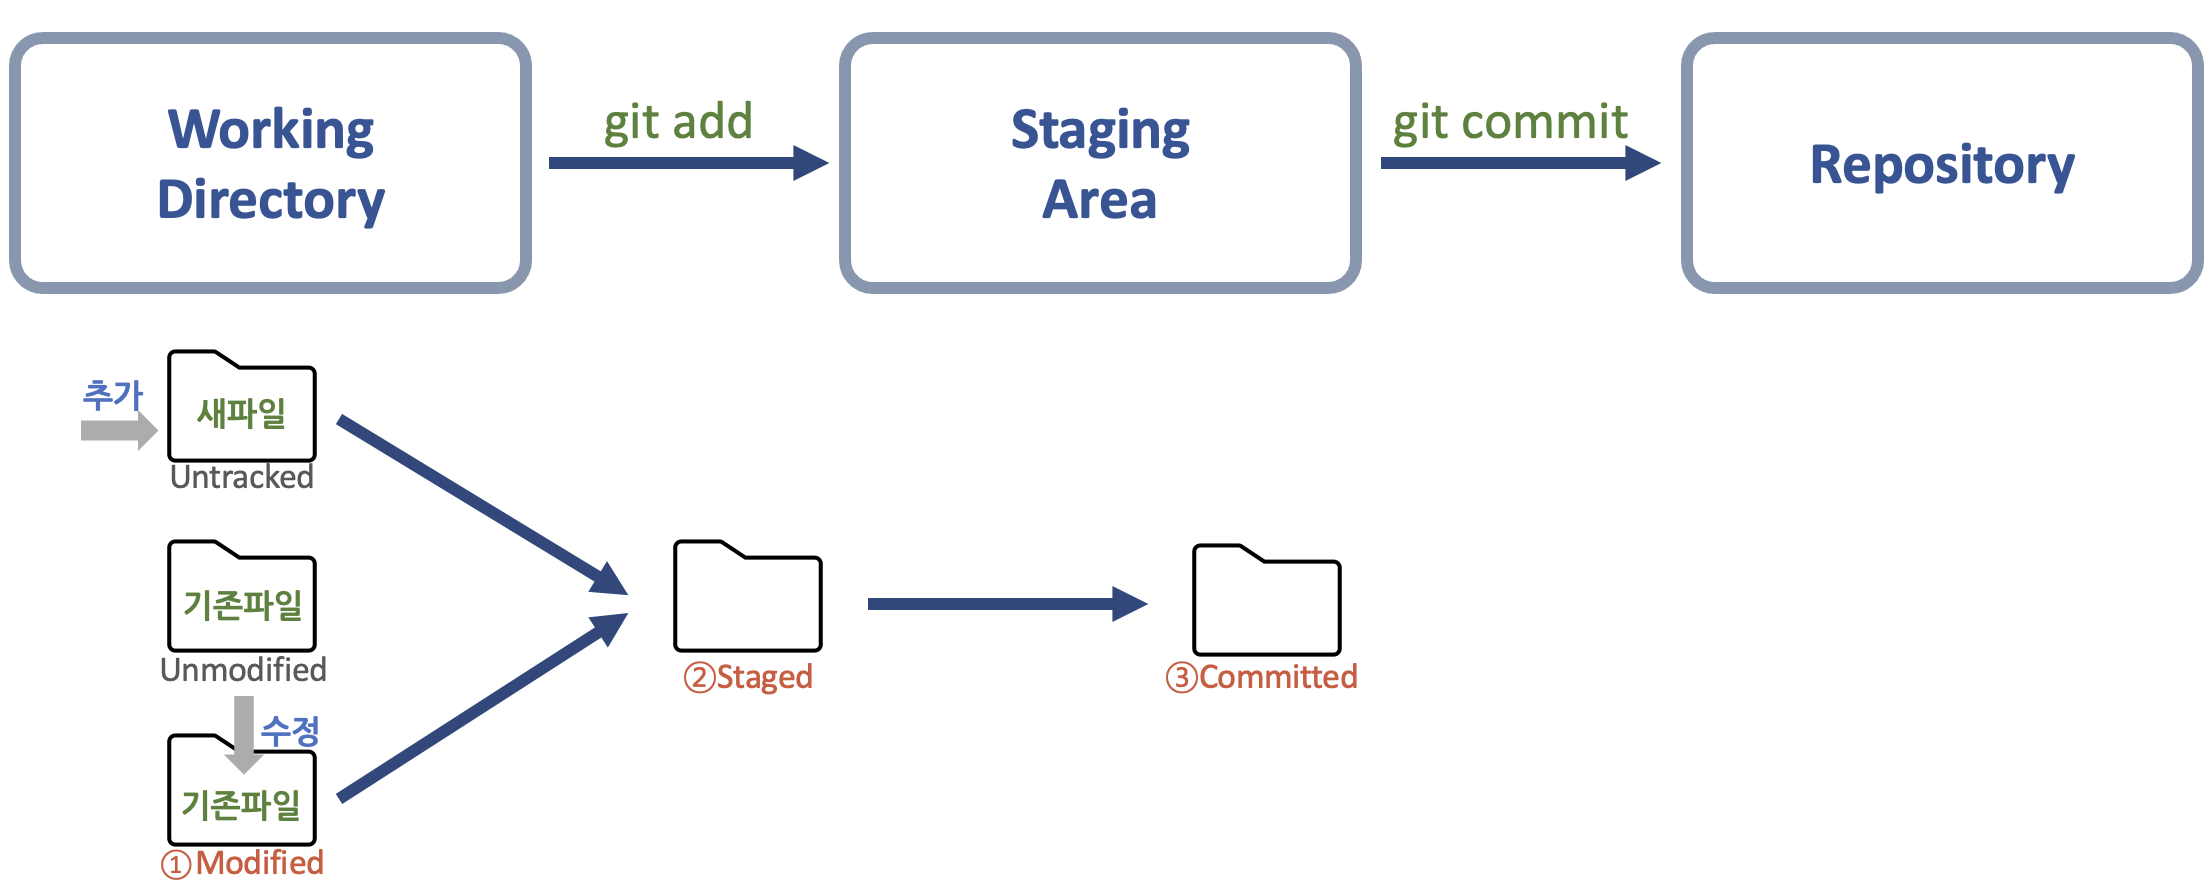 Working
Directory
git add
Staging
Area
git commit
Repository
추가
새파일
Untracked
기존파일
Unmodified
수정
기존파일
①Modified
②Staged
③Committed